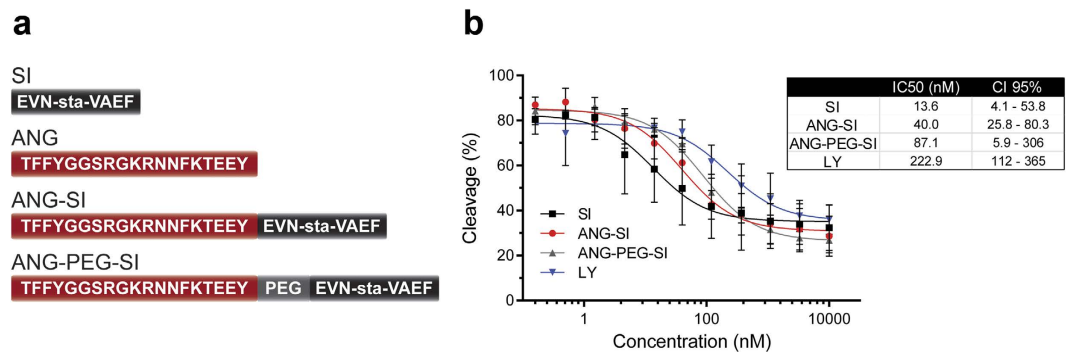 a
SI
EVN-sta-VAEF
ANG
TFFYGGSRGKRNNFKTEEY
ANG-SI
TFFYGGSRGKRNNFKTEEY EVN-sta-VAEF
ANG-PEG-SI
TFFYGGSRGKRNNFKTEEY PEG EVN-sta-VAEF
b
100
80
60
40
20
0
Cleavage (%)
SI
ANG-SI
ANG-PEG-SI
LY
1
100
10000
Concentration (nM)
IC50 (nM) CI 95%
SI 13.6 4.1 - 53.8
ANG-SI 40.0 25.8 - 80.3
ANG-PEG-SI 87.1 5.9 - 306
LY 222.9 112 - 365